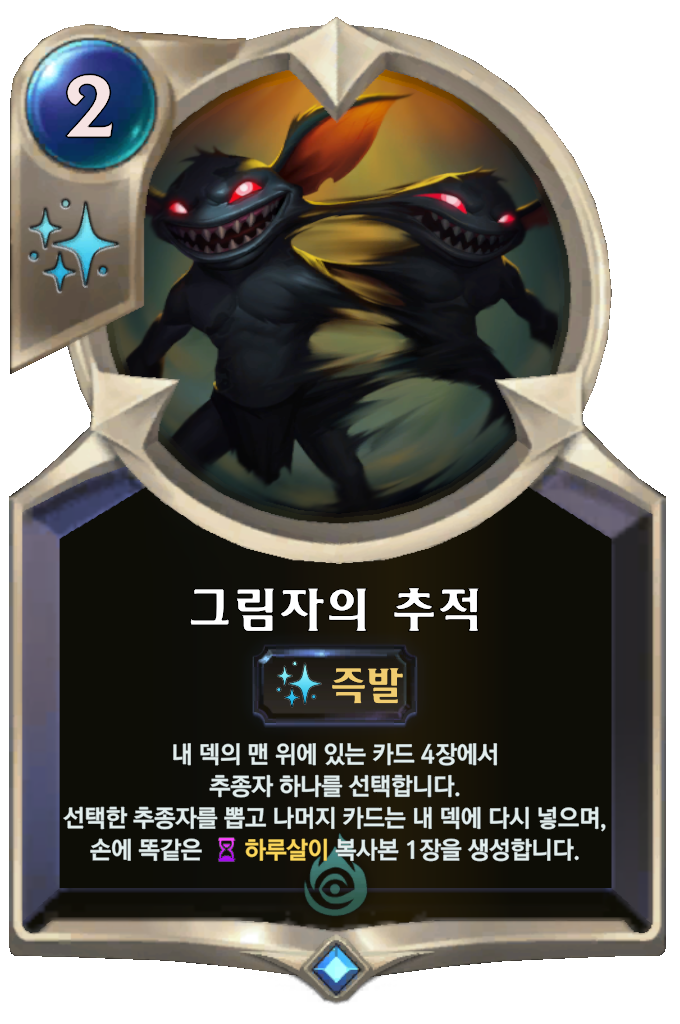 2
그림자의 추적
즉발
내 덱의 맨 위에 있는 카드 4장에서
추종자 하나를 선택합니다.
선택한 추종자를 뽑고 나머지 카드는 내 덱에 다시 넣으며,
손에 똑같은 하루살이 복사본 1장을 생성합니다.